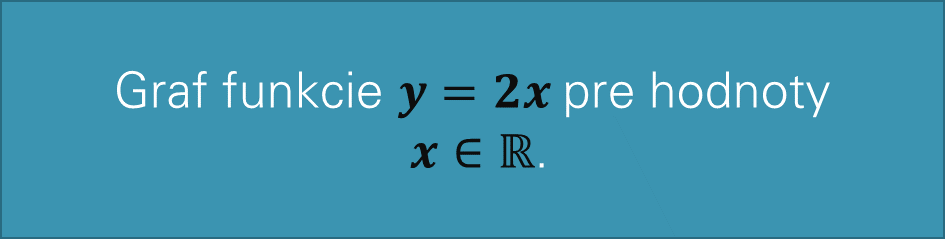 Graf funkcie y = 2x pre hodnoty
x ∈ ℝ.